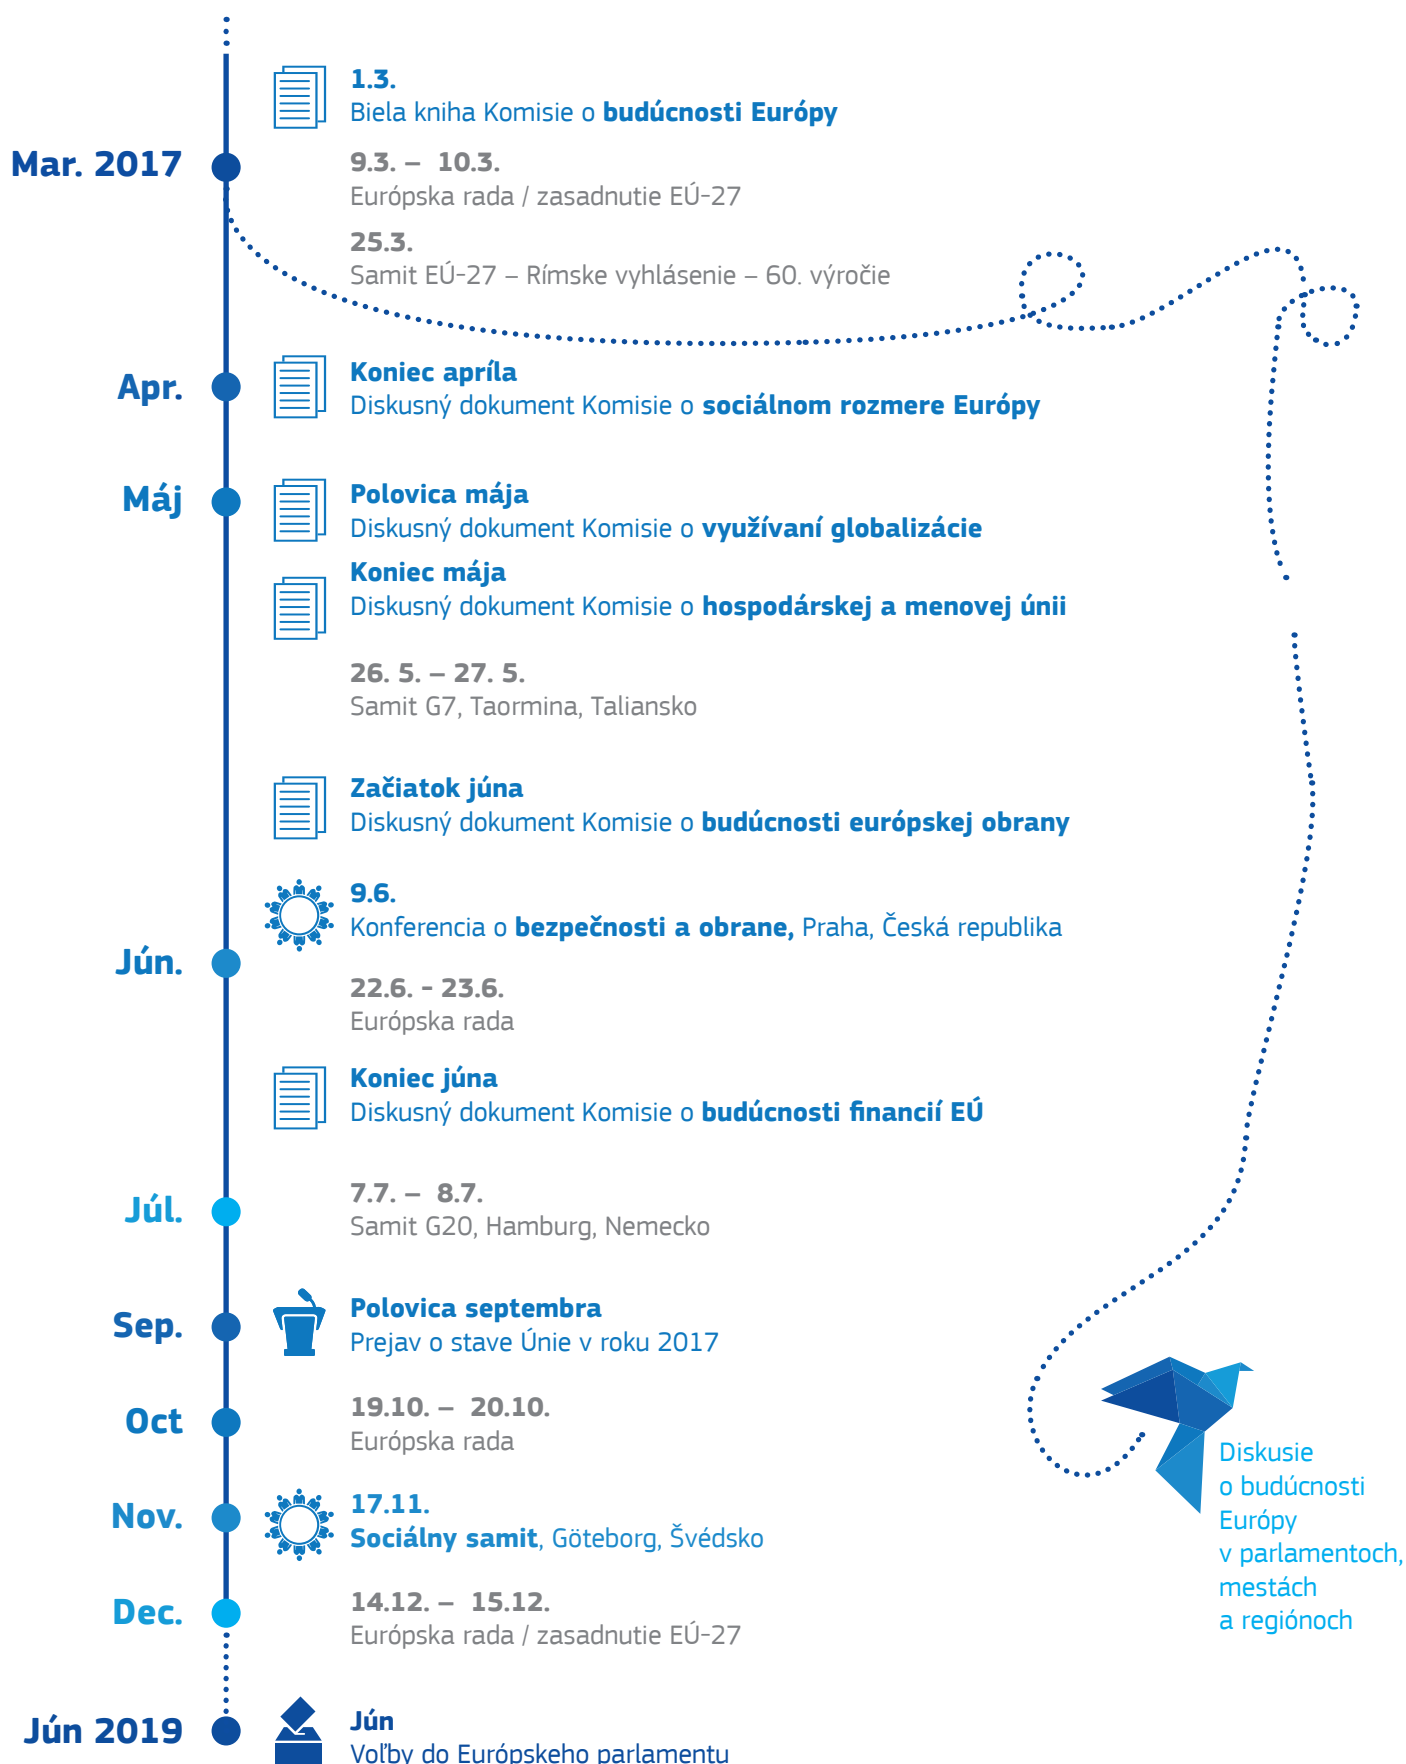 Mar. 2017
1.3.
Biela kniha Komisie o budúcnosti Európy
9.3. – 10.3.
Európska rada / zasadnutie EÚ-27
25.3.
Samit EÚ-27 – Rímske vyhlásenie – 60. výročie
Apr.
Koniec apríla
Diskusný dokument Komisie o sociálnom rozmere Európy
Máj
Polovica mája
Diskusný dokument Komisie o využívaní globalizácie
Koniec mája
Diskusný dokument Komisie o hospodárskej a menovej únii
26. 5. – 27. 5.
Samit G7, Taormina, Taliansko
Jún.
Začiatok júna
Diskusný dokument Komisie o budúcnosti európskej obrany
9.6.
Konferencia o bezpečnosti a obrane, Praha, Česká republika
22.6. - 23.6.
Európska rada
Koniec júna
Diskusný dokument Komisie o budúcnosti financií EÚ
Júl.
7.7. – 8.7.
Samit G20, Hamburg, Nemecko
Sep.
Polovica septembra
Prejav o stave Únie v roku 2017
Oct
19.10. – 20.10.
Európska rada
Nov.
17.11.
Sociálny samit, Göteborg, Švédsko
Dec.
14.12. – 15.12.
Európska rada / zasadnutie EÚ-27
Jún 2019
Jún
Voľby do Európskeho parlamentu
Diskusie
o budúcnosti
Európy
v parlamentoch,
mestách
a regiónoch